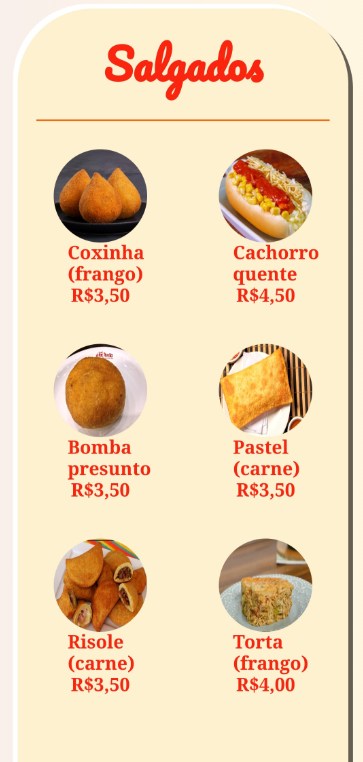 Salgados
Coxinha
(frango)
R$3,50
Cachorro
quente
R$4,50
Bomba
presunto
R$3,50
Pastel
(carne)
R$3,50
Risole
(carne)
R$3,50
Torta
(frango)
R$4,00